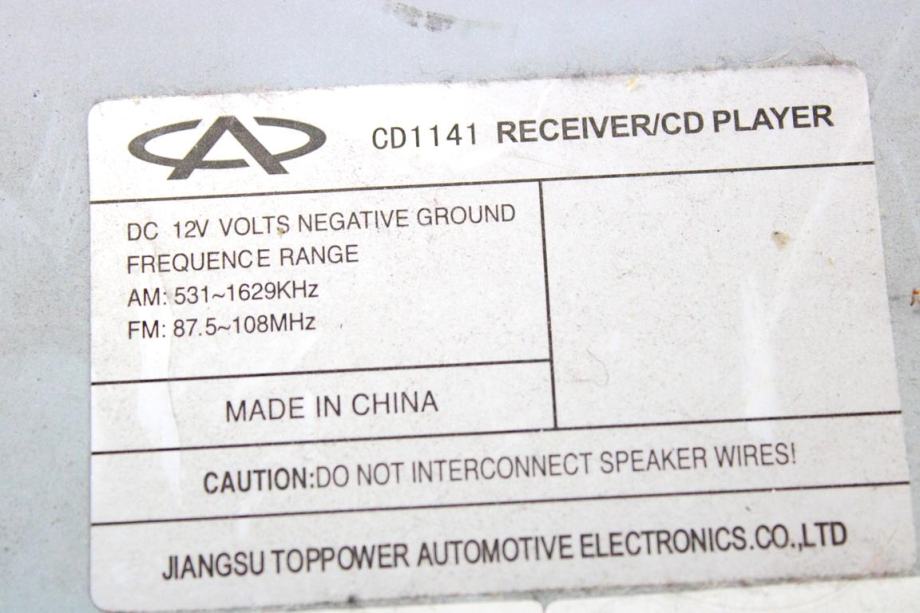 CD1141 RECEIVER/CD PLAYER
DC 12V VOLTS NEGATIVE GROUND
FREQUENCE RANGE
AM: 531~1629KHz
FM: 87.5~108MHz
MADE IN CHINA
CAUTION:DO NOT INTERCONNECT SPEAKER WIRES!
JIANGSU TOPPOWER AUTOMOTIVE ELECTRONICS.CO.,LTD